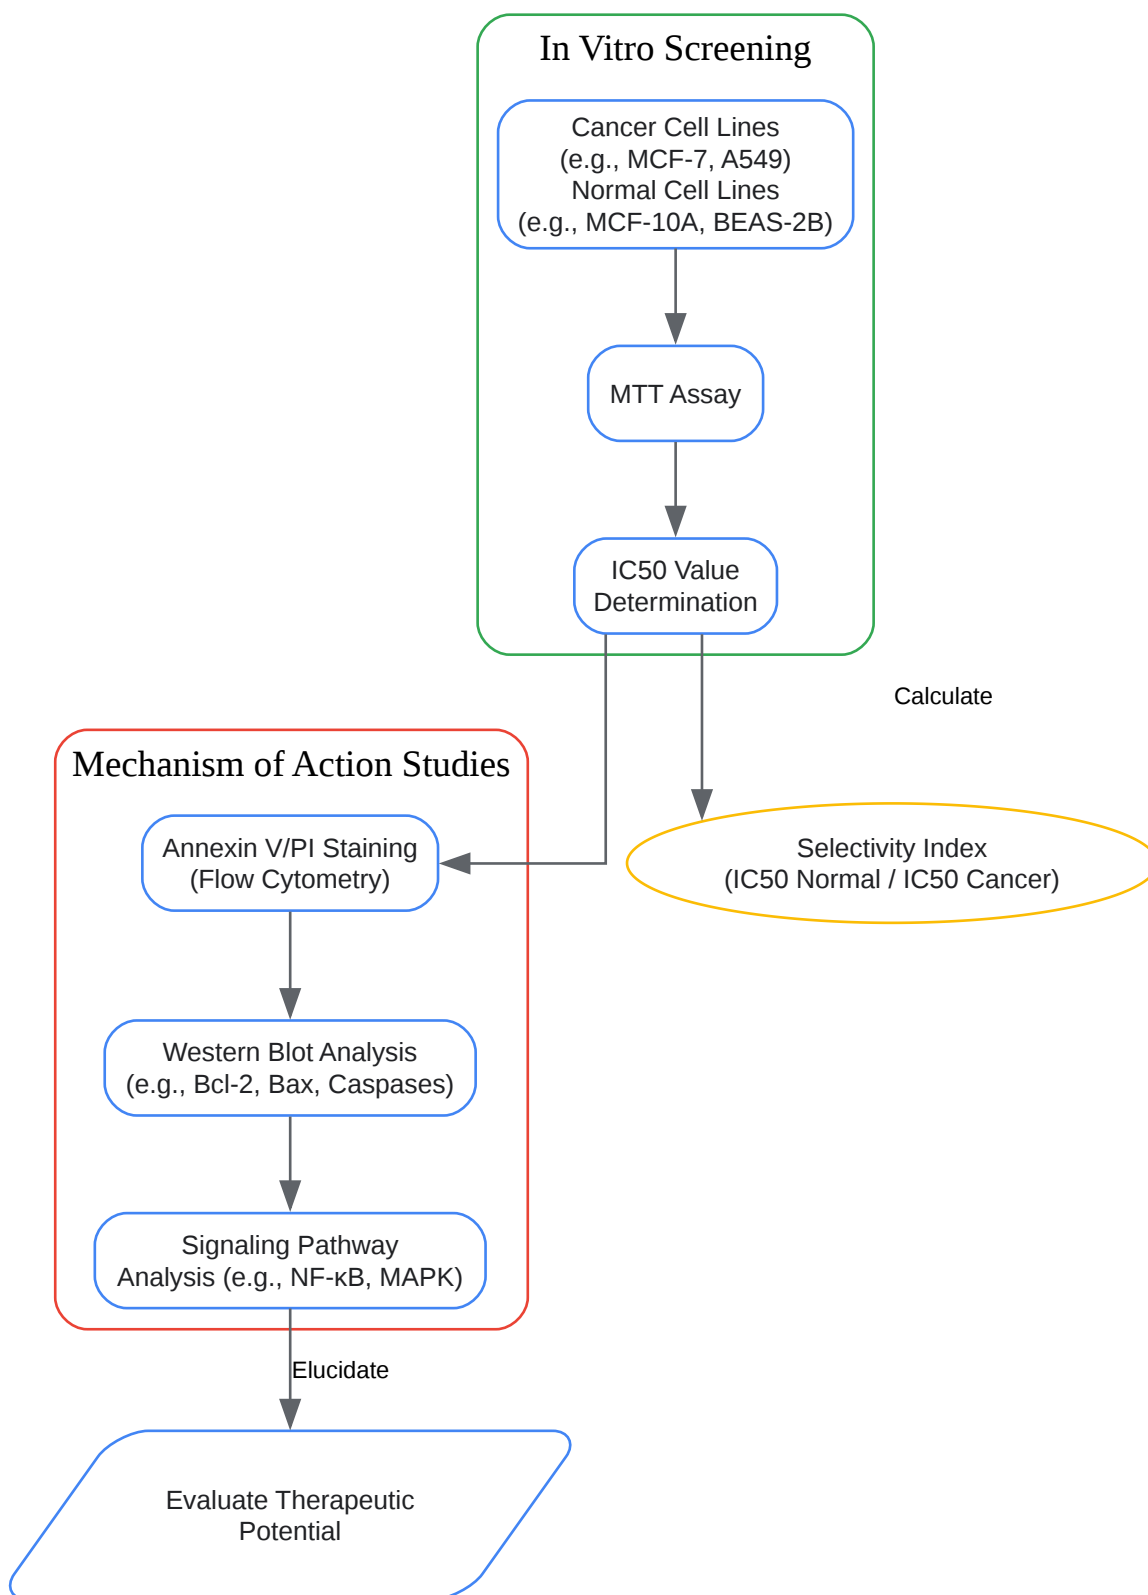 In Vitro Screening
Cancer Cell Lines
(e.g., MCF-7, A549)
Normal Cell Lines
(e.g., MCF-10A, BEAS-2B)
MTT Assay
IC50 Value
Determination
Calculate
Mechanism of Action Studies
Annexin V/PI Staining
(Flow Cytometry)
Selectivity Index
(IC50 Normal / IC50 Cancer)
Western Blot Analysis
(e.g., Bcl-2, Bax, Caspases)
Signaling Pathway
Analysis (e.g., NF-κB, MAPK)
Elucidate
Evaluate Therapeutic
Potential